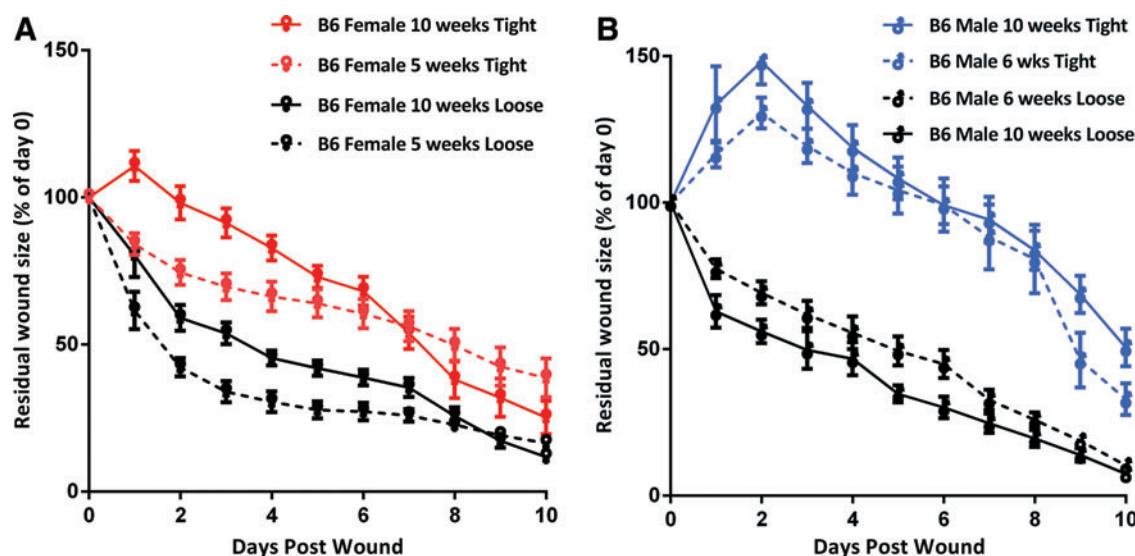 A
B6 Female 10 weeks Tight
B6 Female 5 weeks Tight
B6 Female 10 weeks Loose
B6 Female 5 weeks Loose
150
100
50
0
Residual wound size (% of day 0)
0 2 4 6 8 10
Days Post Wound
B
B6 Male 10 weeks Tight
B6 Male 6 wks Tight
B6 Male 6 weeks Loose
B6 Male 10 weeks Loose
150
100
50
0
Residual wound size (% of day 0)
0 2 4 6 8 10
Days Post Wound